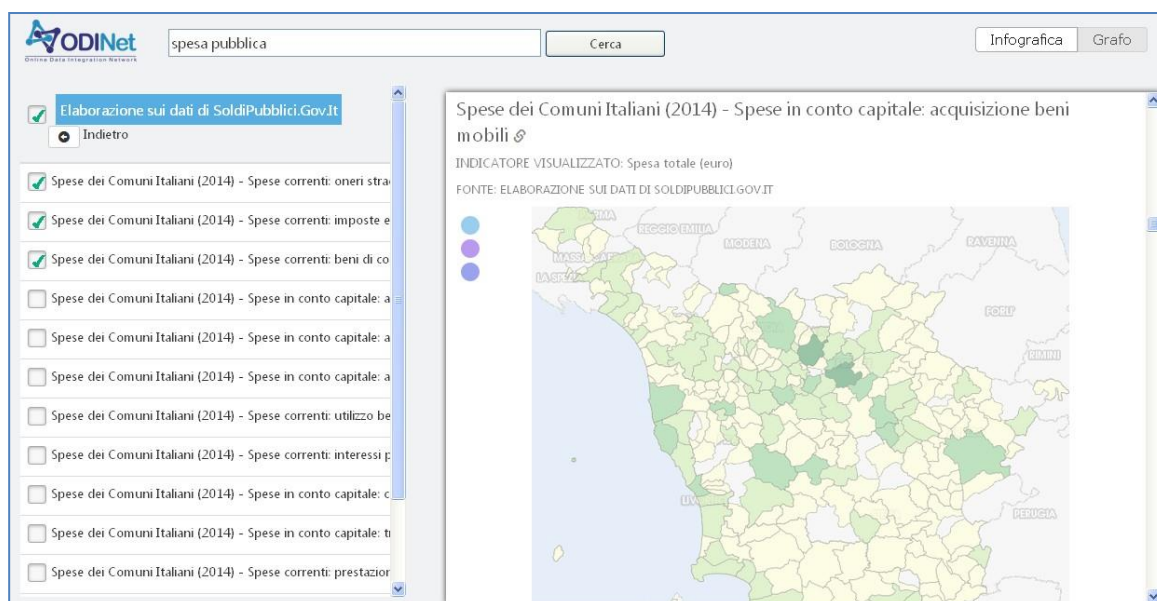 ODINet
Online Data Integration Network
spesa pubblica
Cerca
Infografica
Grafo
Elaborazione sui dati di SoldiPubblici.Gov.It
Indietro
Spese dei Comuni Italiani (2014) - Spese correnti: oneri stra
Spese dei Comuni Italiani (2014) - Spese correnti: imposte e
Spese dei Comuni Italiani (2014) - Spese correnti: beni di co
Spese dei Comuni Italiani (2014) - Spese in conto capitale: a
Spese dei Comuni Italiani (2014) - Spese in conto capitale: a
Spese dei Comuni Italiani (2014) - Spese in conto capitale: a
Spese dei Comuni Italiani (2014) - Spese correnti: utilizzo be
Spese dei Comuni Italiani (2014) - Spese correnti: interessi p
Spese dei Comuni Italiani (2014) - Spese in conto capitale: c
Spese dei Comuni Italiani (2014) - Spese in conto capitale: t
Spese dei Comuni Italiani (2014) - Spese correnti: prestazion
Spese dei Comuni Italiani (2014) - Spese in conto capitale: acquisizione beni
mobili
INDICATORE VISUALIZZATO: Spesa totale (euro)
FONTE: ELABORAZIONE SUI DATI DI SOLDIPUBBLICI.GOV.IT
REGGIO EMILIA
MODENA
BOLOGNA
RAVENNA
FORLI'
RIMINI
PERUGIA